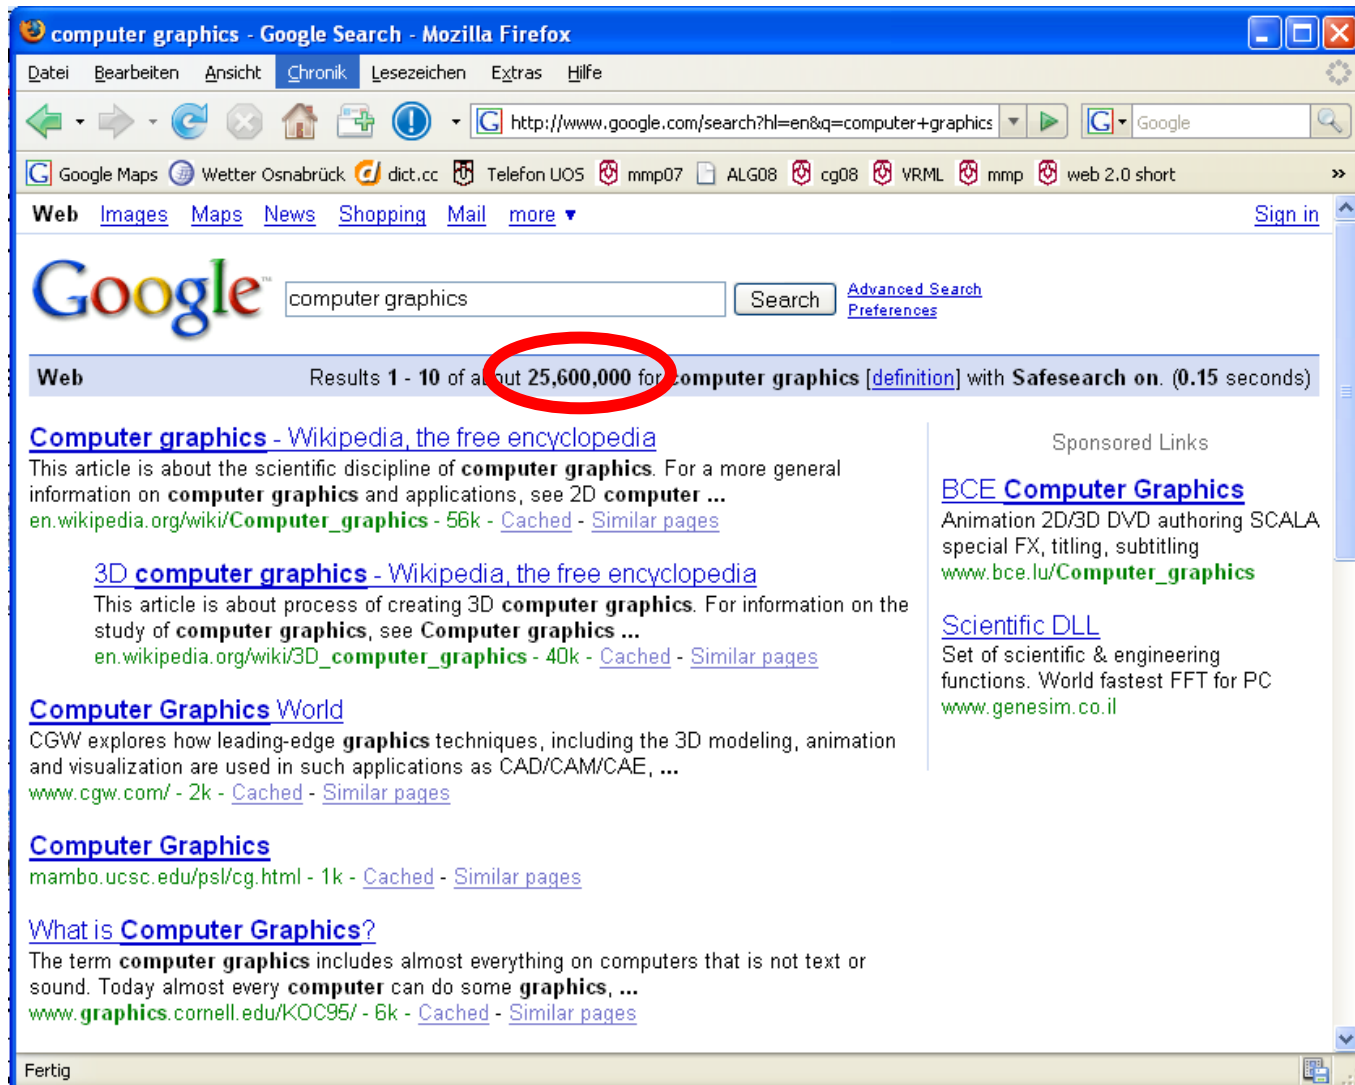 computer graphics - Google Search - Mozilla Firefox
Datei Bearbeiten Ansicht Chronik Lesezeichen Extras Hilfe
http://www.google.com/search?hl=en&q=computer+graphics Google
Google Maps Wetter Osnabrück dict.cc Telefon UOS mmp07 ALG08 cg08 VRML mmp web 2.0 short »
Web Images Maps News Shopping Mail more ▼ Sign in
Google™ computer graphics Search Advanced Search
Preferences
Web Results 1 - 10 of about 25,600,000 for computer graphics [definition] with Safesearch on. (0.15 seconds)
Computer graphics - Wikipedia, the free encyclopedia
This article is about the scientific discipline of computer graphics. For a more general
information on computer graphics and applications, see 2D computer ...
en.wikipedia.org/wiki/Computer_graphics - 56k - Cached - Similar pages
3D computer graphics - Wikipedia, the free encyclopedia
This article is about process of creating 3D computer graphics. For information on the
study of computer graphics, see Computer graphics ...
en.wikipedia.org/wiki/3D_computer_graphics - 40k - Cached - Similar pages
Computer Graphics World
CGW explores how leading-edge graphics techniques, including the 3D modeling, animation
and visualization are used in such applications as CAD/CAM/CAE, ...
www.cgw.com/ - 2k - Cached - Similar pages
Computer Graphics
mambo.ucsc.edu/psl/cg.html - 1k - Cached - Similar pages
What is Computer Graphics?
The term computer graphics includes almost everything on computers that is not text or
sound. Today almost every computer can do some graphics, ...
www.graphics.cornell.edu/KOC95/ - 6k - Cached - Similar pages
Sponsored Links
BCE Computer Graphics
Animation 2D/3D DVD authoring SCALA
special FX, titling, subtitling
www.bce.lu/Computer_graphics
Scientific DLL
Set of scientific & engineering
functions. World fastest FFT for PC
www.genesim.co.il
Fertig